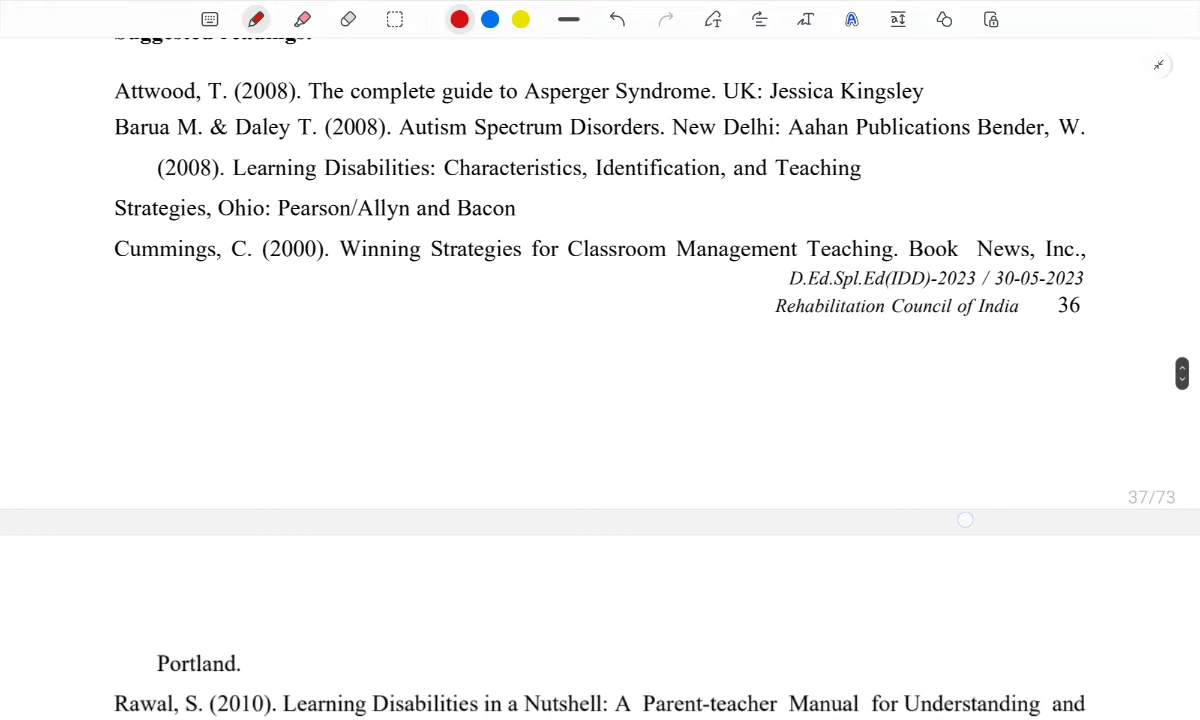 Suggested readings:
Attwood, T. (2008). The complete guide to Asperger Syndrome. UK: Jessica Kingsley
Barua M. & Daley T. (2008). Autism Spectrum Disorders. New Delhi: Aahan Publications Bender, W.
(2008). Learning Disabilities: Characteristics, Identification, and Teaching
Strategies, Ohio: Pearson/Allyn and Bacon
Cummings, C. (2000). Winning Strategies for Classroom Management Teaching. Book News, Inc.,
D.Ed.Spl.Ed(IDD)-2023 / 30-05-2023
Rehabilitation Council of India 36
37/73
Portland.
Rawal, S. (2010). Learning Disabilities in a Nutshell: A Parent-teacher Manual for Understanding and